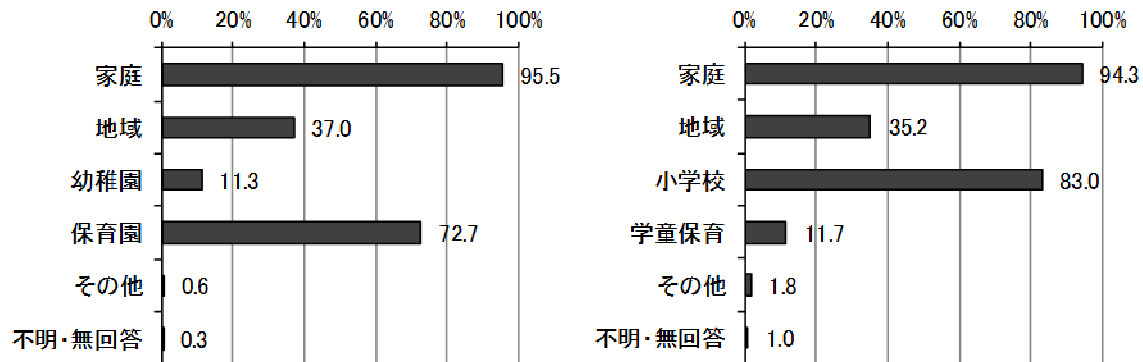 0% 20% 40% 60% 80% 100%
家庭 95.5
地域 37.0
幼稚園 11.3
保育園 72.7
その他 0.6
不明・無回答 0.3
0% 20% 40% 60% 80% 100%
家庭 94.3
地域 35.2
小学校 83.0
学童保育 11.7
その他 1.8
不明・無回答 1.0